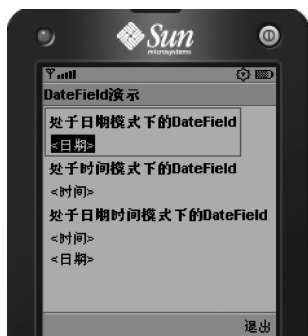 Sun
microsystems
DateField演示
处于日期模式下的DateField
<日期>
处于时间模式下的DateField
<时间>
处于日期时间模式下的DateField
<时间>
<日期>
退出